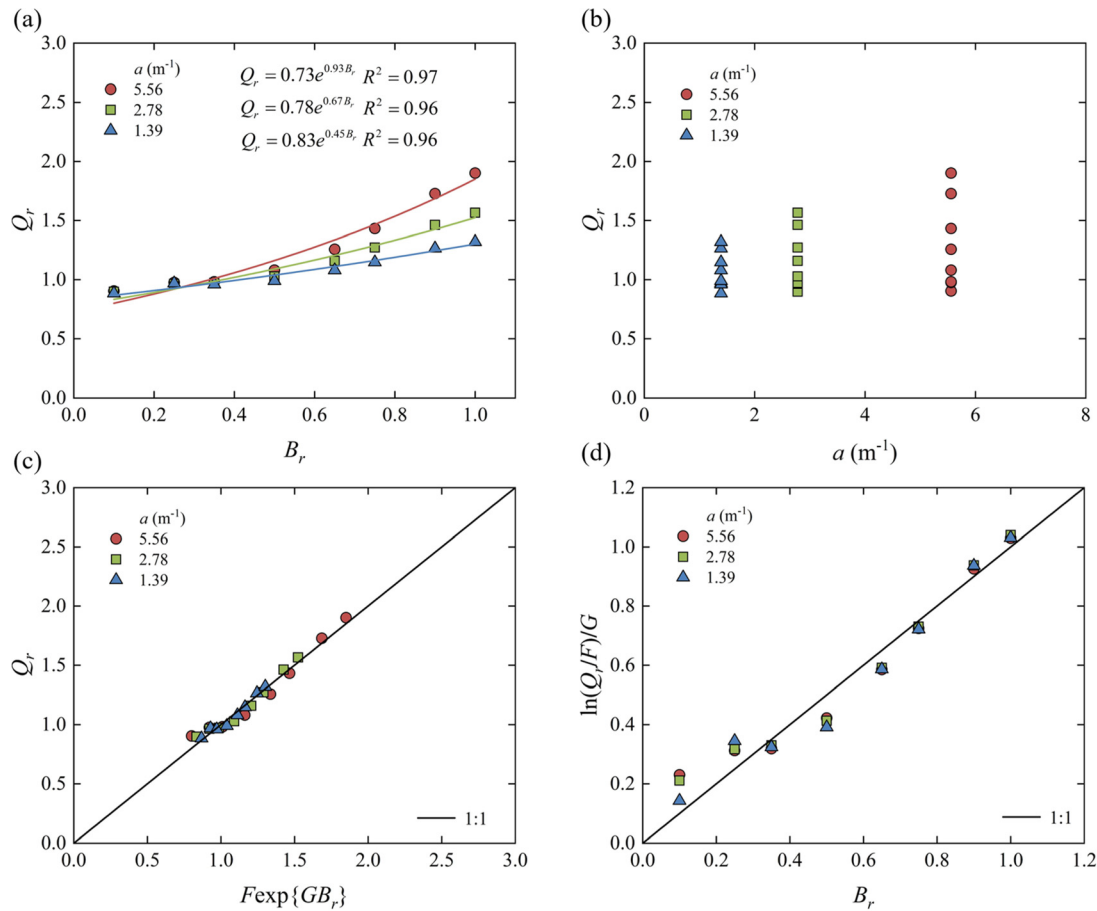 (a)
3.0
2.5
2.0
1.5
1.0
0.5
0.0
Q_r
a (m⁻¹)
5.56
2.78
1.39
Q_r = 0.73e^{0.93B_r} R² = 0.97
Q_r = 0.78e^{0.67B_r} R² = 0.96
Q_r = 0.83e^{0.45B_r} R² = 0.96
0.0 0.2 0.4 0.6 0.8 1.0
B_r
(b)
3.0
2.5
2.0
1.5
1.0
0.5
0.0
Q_r
a (m⁻¹)
5.56
2.78
1.39
0 2 4 6 8
a (m⁻¹)
(c)
3.0
2.5
2.0
1.5
1.0
0.5
0.0
Q_r
a (m⁻¹)
5.56
2.78
1.39
1:1
0.0 0.5 1.0 1.5 2.0 2.5 3.0
Fexp{GB_r}
(d)
1.2
1.0
0.8
0.6
0.4
0.2
0.0
ln(Q_r/F)/G
a (m⁻¹)
5.56
2.78
1.39
1:1
0.0 0.2 0.4 0.6 0.8 1.0 1.2
B_r